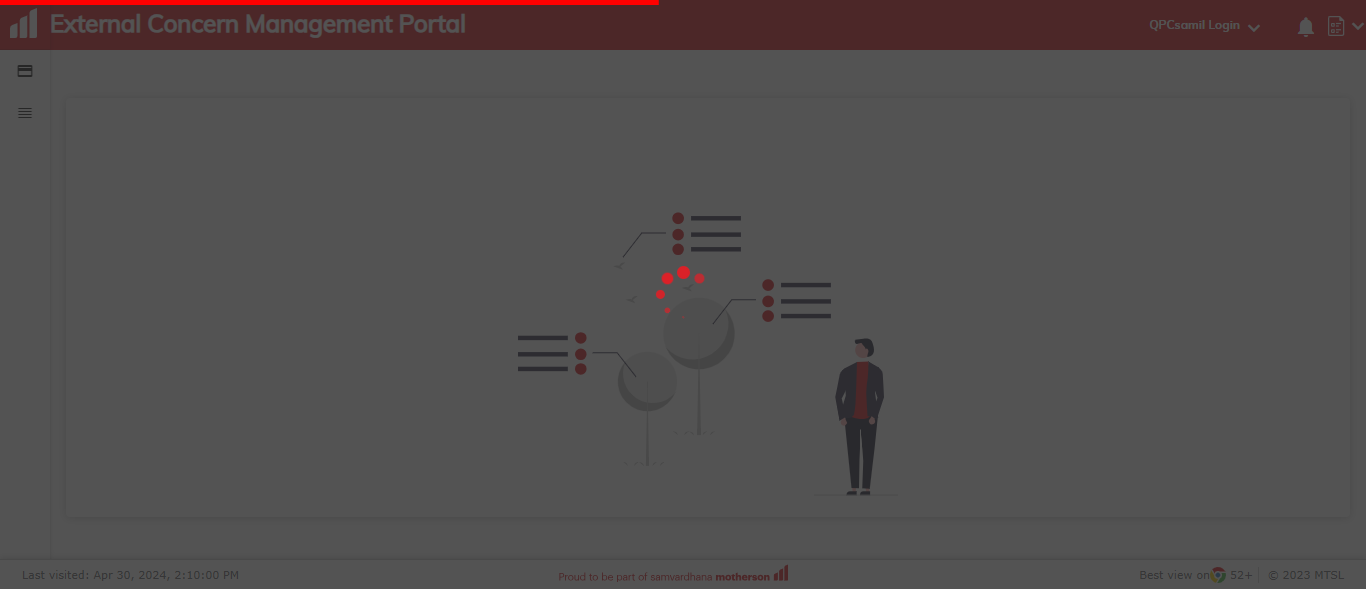 External Concern Management Portal
QPCsamil Login
Last visited: Apr 30, 2024, 2:10:00 PM
Proud to be part of samvardhana motherson
Best view on 52+ | © 2023 MTSL